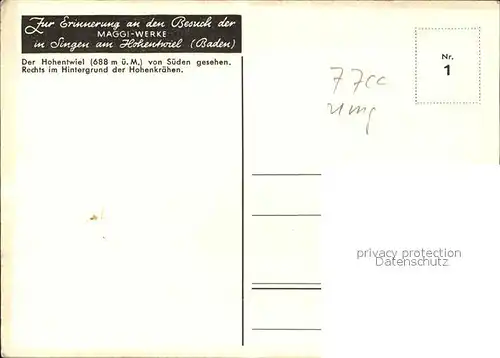 Zur Erinnerung an den Besuch der
MAGGI-WERKE
in Singen am Hohentwiel (Baden)
Der Hohentwiel (688 m ü. M.) von Süden gesehen.
Rechts im Hintergrund der Hohenkrähen.
Nr.
1
privacy protection
Datenschutz.